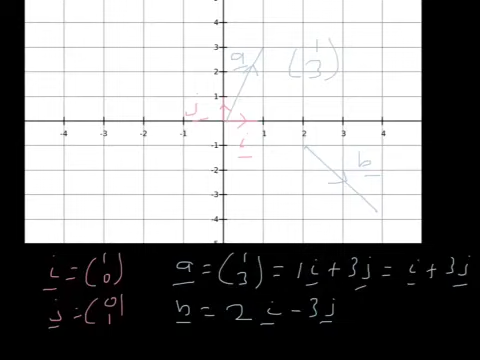 3
2
1
-4 -3 -2 -1 0 1 2 3 4
-1
-2
-3
-4
a
(1
3)
j
i
b
i = (1
0)
a = (1
3) = 1i + 3j = i + 3j
j = (0
1)
b = 2i - 3j